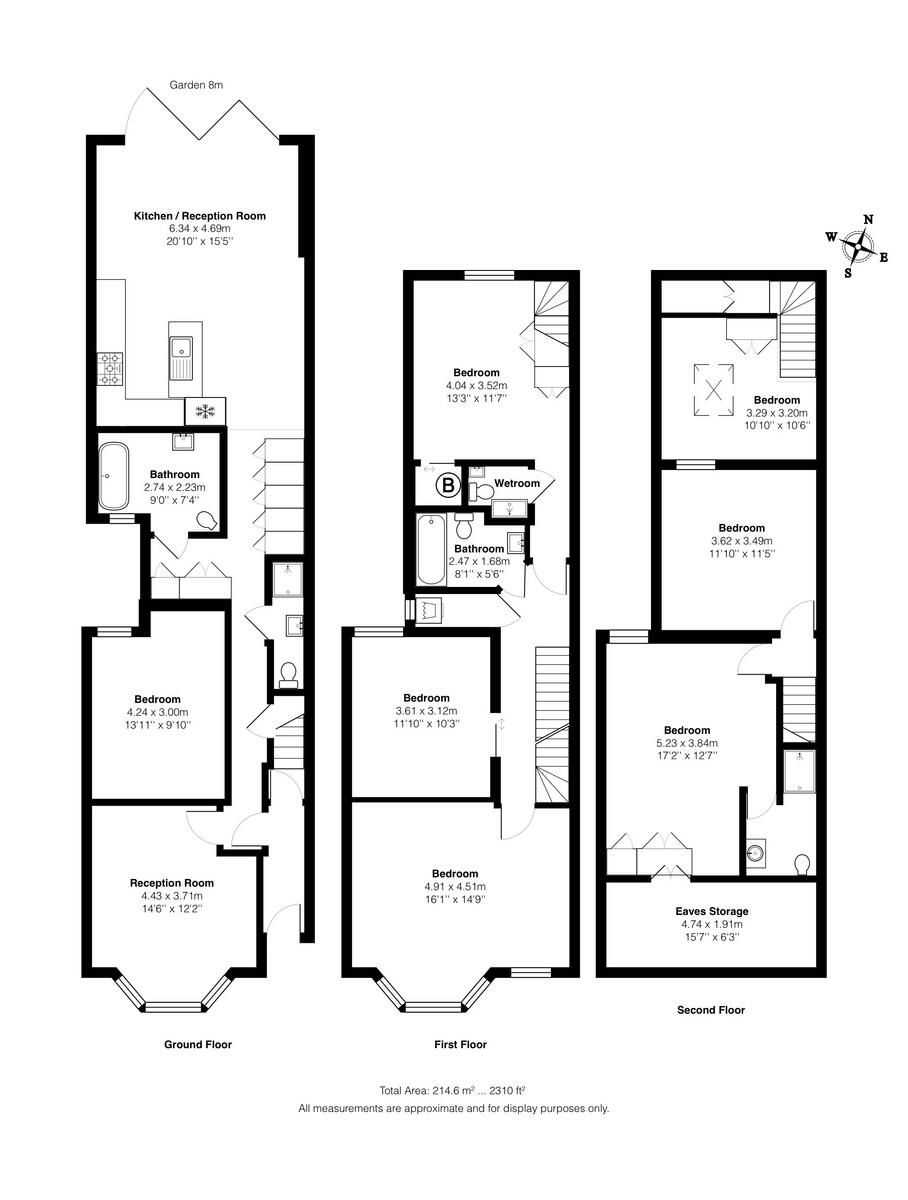 Garden 8m
Kitchen / Reception Room
6.34 x 4.69m
20'10'' x 15'5''
Bathroom
2.74 x 2.23m
9'0'' x 7'4''
Bedroom
4.24 x 3.00m
13'11'' x 9'10''
Reception Room
4.43 x 3.71m
14'6'' x 12'2''
Ground Floor
Bedroom
4.04 x 3.52m
13'3'' x 11'7''
B
Wetroom
Bathroom
2.47 x 1.68m
8'1'' x 5'6''
Bedroom
3.61 x 3.12m
11'10'' x 10'3''
Bedroom
4.91 x 4.51m
16'1'' x 14'9''
First Floor
N
W
E
S
Bedroom
3.29 x 3.20m
10'10'' x 10'6''
Bedroom
3.62 x 3.49m
11'10'' x 11'5''
Bedroom
5.23 x 3.84m
17'2'' x 12'7''
Eaves Storage
4.74 x 1.91m
15'7'' x 6'3''
Second Floor
Total Area: 214.6 m² ... 2310 ft²
All measurements are approximate and for display purposes only.